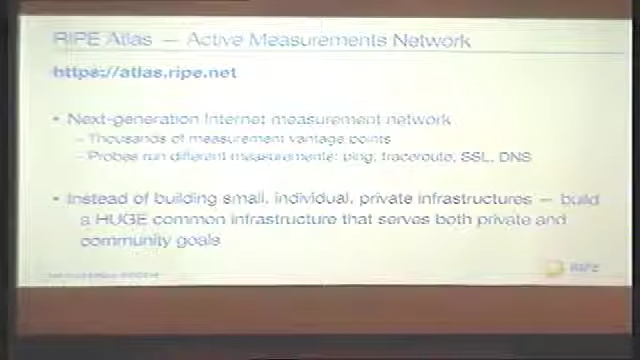 RIPE Atlas — Active Measurements Network
https://atlas.ripe.net
• Next-generation Internet measurement network
– Thousands of measurement vantage points
– Probes run different measurements: ping, traceroute, SSL, DNS
• Instead of building small, individual, private infrastructures — build
a HUGE common infrastructure that serves both private and
community goals
RIPE